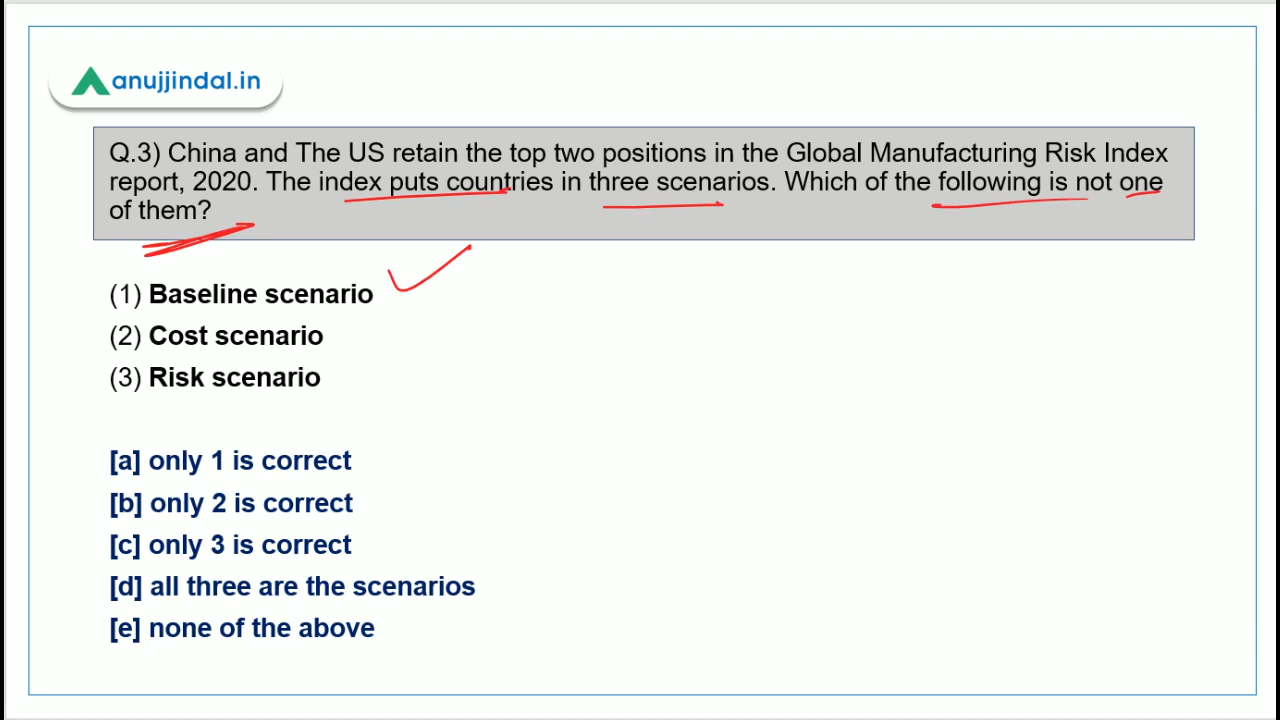 anujjindal.in
Q.3) China and The US retain the top two positions in the Global Manufacturing Risk Index
report, 2020. The index puts countries in three scenarios. Which of the following is not one
of them?
(1) Baseline scenario
(2) Cost scenario
(3) Risk scenario
[a] only 1 is correct
[b] only 2 is correct
[c] only 3 is correct
[d] all three are the scenarios
[e] none of the above